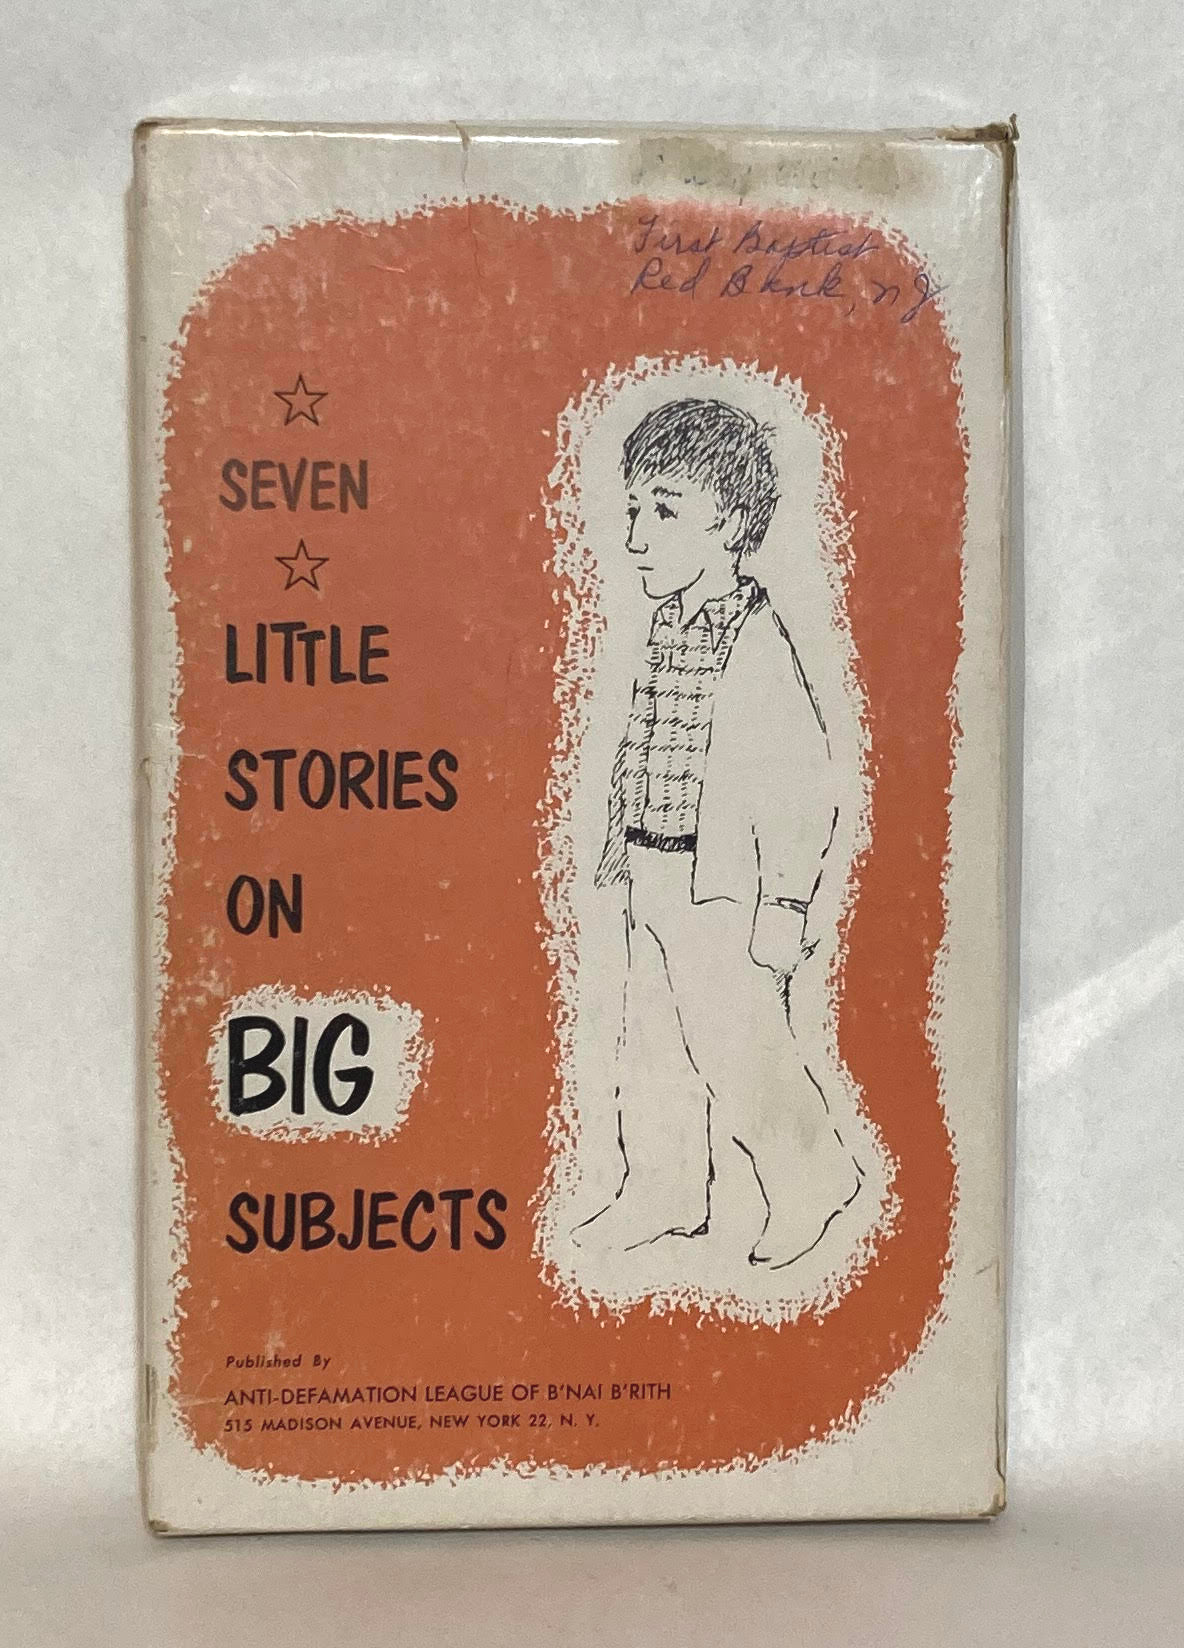 First Baptist
Red Bank, NJ
SEVEN
LITTLE
STORIES
ON
BIG
SUBJECTS
Published By
ANTI-DEFAMATION LEAGUE OF B'NAI B'RITH
515 MADISON AVENUE, NEW YORK 22, N. Y.